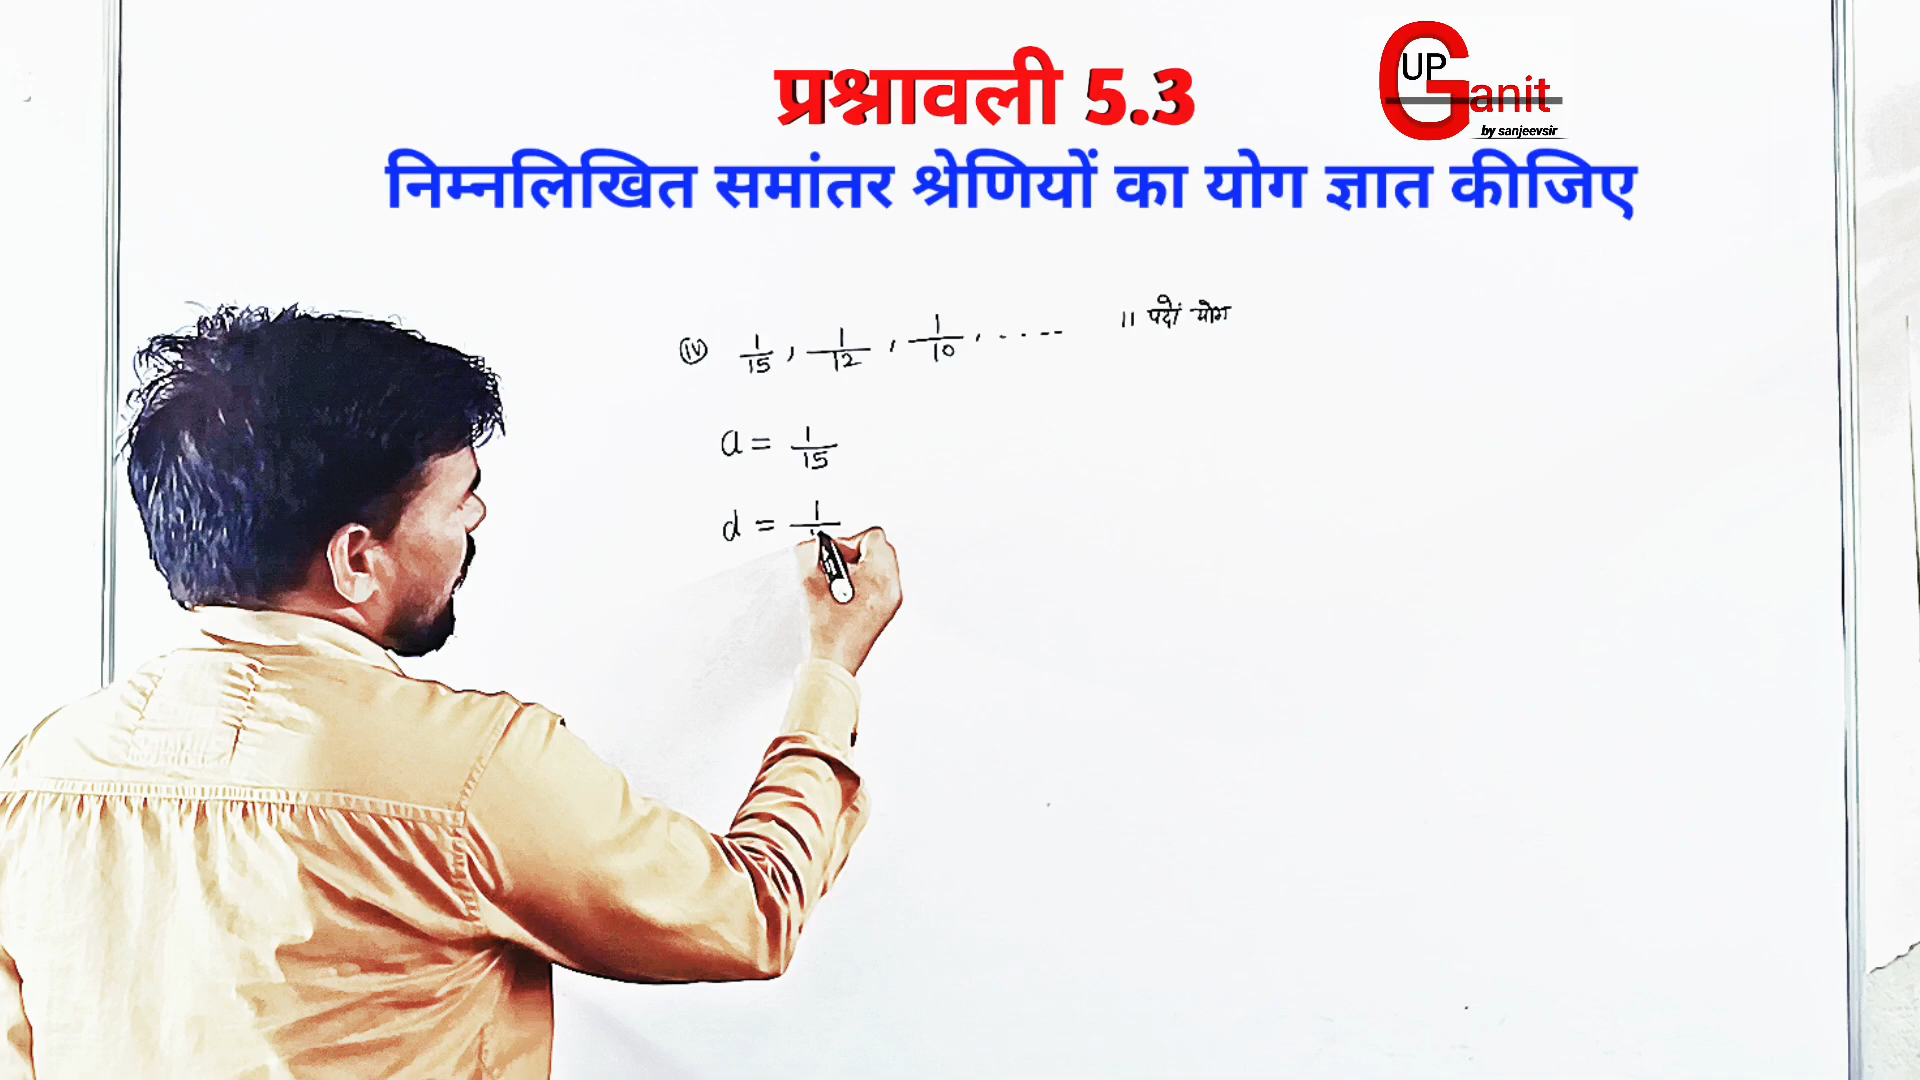 प्रश्नावली 5.3
UP Ganit
by sanjeevsir
निम्नलिखित समांतर श्रेणियों का योग ज्ञात कीजिए
(iv) 1/15, 1/12, 1/10, ..... 11 पदों योग
a = 1/15
d = 1/